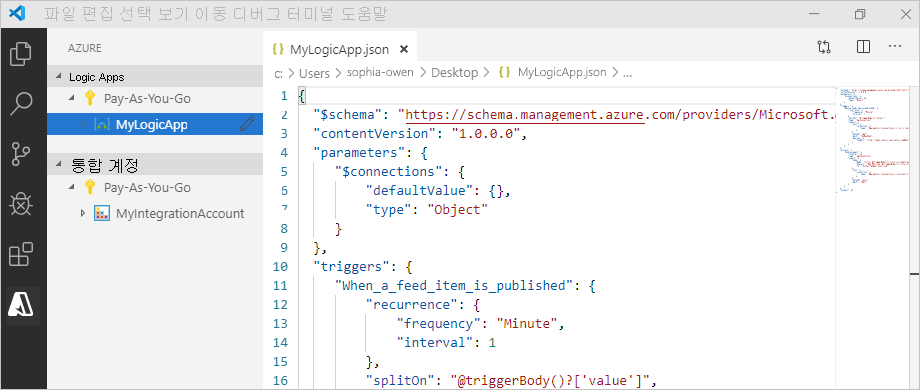 파일 편집 선택 보기 이동 디버그 터미널 도움말
AZURE
Logic Apps
Pay-As-You-Go
MyLogicApp
통합 계정
Pay-As-You-Go
MyIntegrationAccount
{} MyLogicApp.json ×
c: > Users > sophia-owen > Desktop > {} MyLogicApp.json > ...
1 {
2 "$schema": "https://schema.management.azure.com/providers/Microsoft.
3 "contentVersion": "1.0.0.0",
4 "parameters": {
5 "$connections": {
6 "defaultValue": {},
7 "type": "Object"
8 }
9 },
10 "triggers": {
11 "When_a_feed_item_is_published": {
12 "recurrence": {
13 "frequency": "Minute",
14 "interval": 1
15 },
16 "splitOn": "@triggerBody()?['value']",